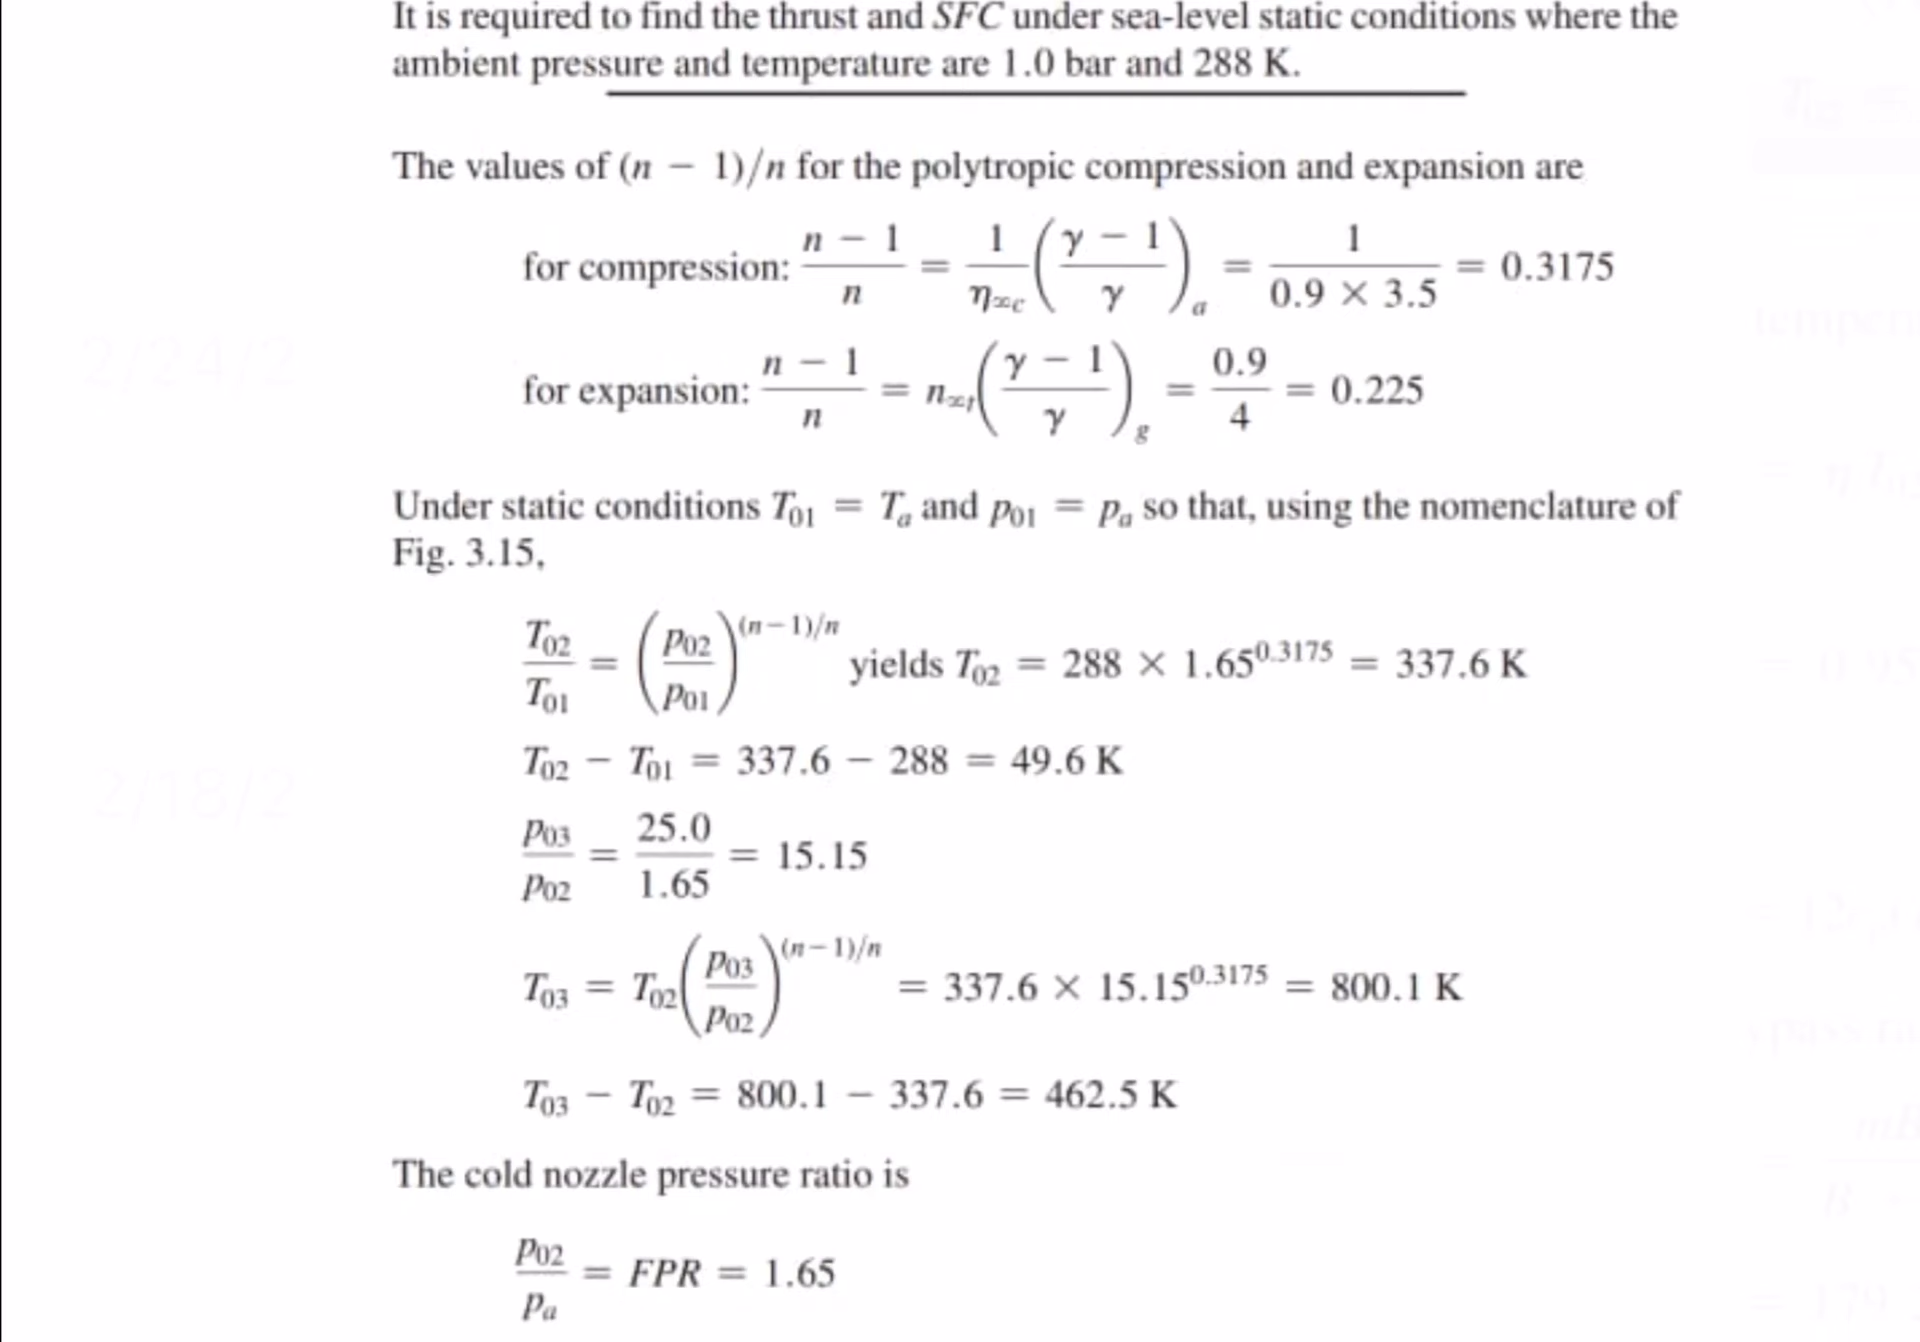 It is required to find the thrust and SFC under sea-level static conditions where the
ambient pressure and temperature are 1.0 bar and 288 K.
The values of (n − 1)/n for the polytropic compression and expansion are
for compression: (n − 1)/n = 1/η∞c ((γ − 1)/γ)a = 1/(0.9 × 3.5) = 0.3175
for expansion: (n − 1)/n = n∞t ((γ − 1)/γ)g = 0.9/4 = 0.225
Under static conditions T01 = Ta and p01 = pa so that, using the nomenclature of
Fig. 3.15,
T02/T01 = (p02/p01)^(n−1)/n yields T02 = 288 × 1.65^0.3175 = 337.6 K
T02 − T01 = 337.6 − 288 = 49.6 K
p03/p02 = 25.0/1.65 = 15.15
T03 = T02(p03/p02)^(n−1)/n = 337.6 × 15.15^0.3175 = 800.1 K
T03 − T02 = 800.1 − 337.6 = 462.5 K
The cold nozzle pressure ratio is
p02/pa = FPR = 1.65